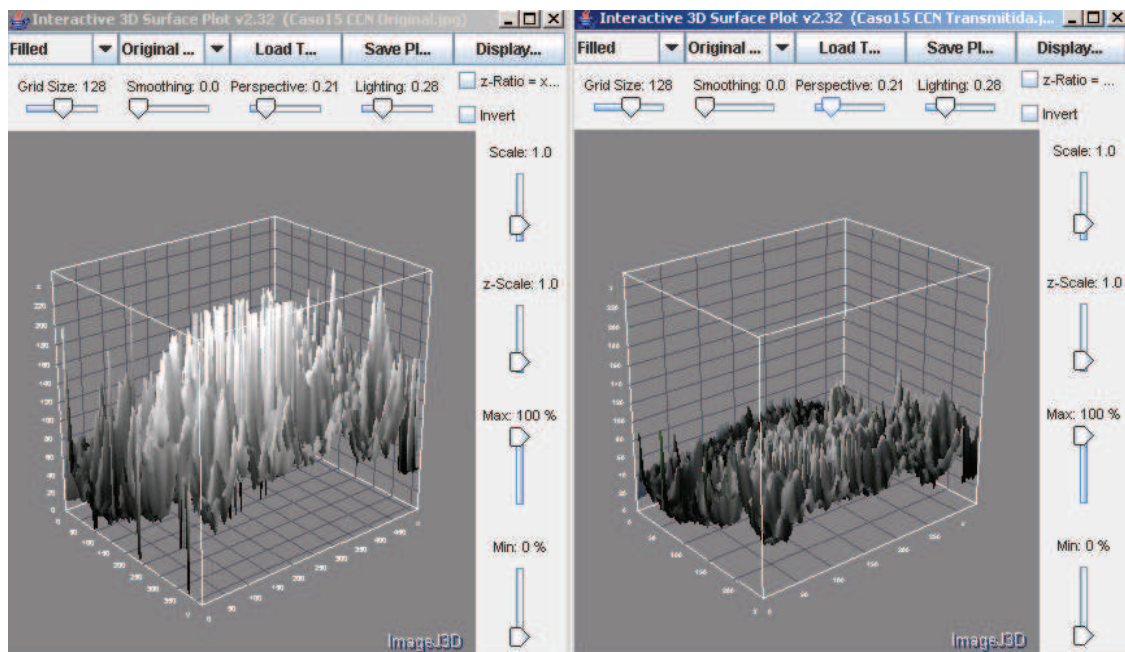 Interactive 3D Surface Plot v2.32 (Caso15 CCN Original.jpg)
Filled Original ... Load T... Save Pl... Display...
Grid Size: 128 Smoothing: 0.0 Perspective: 0.21 Lighting: 0.28 z-Ratio = x...
Invert
Scale: 1.0
z-Scale: 1.0
Max: 100 %
Min: 0 %
ImageJ3D
Interactive 3D Surface Plot v2.32 (Caso15 CCN Transmitida.j...
Filled Original ... Load T... Save Pl... Display...
Grid Size: 128 Smoothing: 0.0 Perspective: 0.21 Lighting: 0.28 z-Ratio = ...
Invert
Scale: 1.0
z-Scale: 1.0
Max: 100 %
Min: 0 %
ImageJ3D